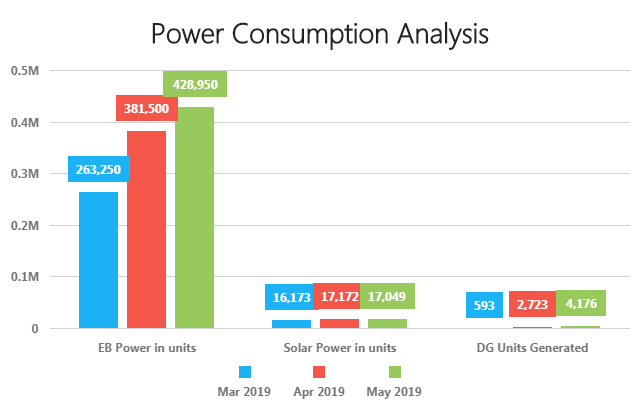 Power Consumption Analysis
0.5M
428,950
381,500
0.4M
0.3M
263,250
0.2M
0.1M
16,173 17,172 17,049 593 2,723 4,176
0
EB Power in units Solar Power in units DG Units Generated
Mar 2019 Apr 2019 May 2019